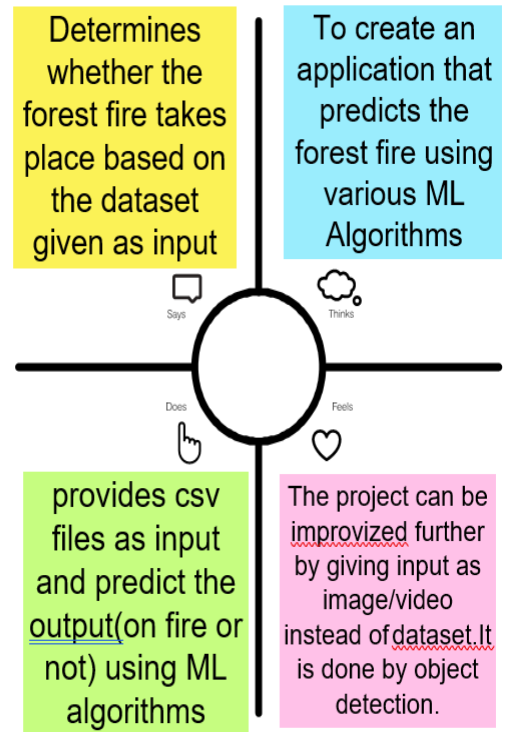 Determines
whether the
forest fire takes
place based on
the dataset
given as input
To create an
application that
predicts the
forest fire using
various ML
Algorithms
Says
Thinks
Does
Feels
provides csv
files as input
and predict the
output(on fire or
not) using ML
algorithms
The project can be
improvized further
by giving input as
image/video
instead of dataset.It
is done by object
detection.